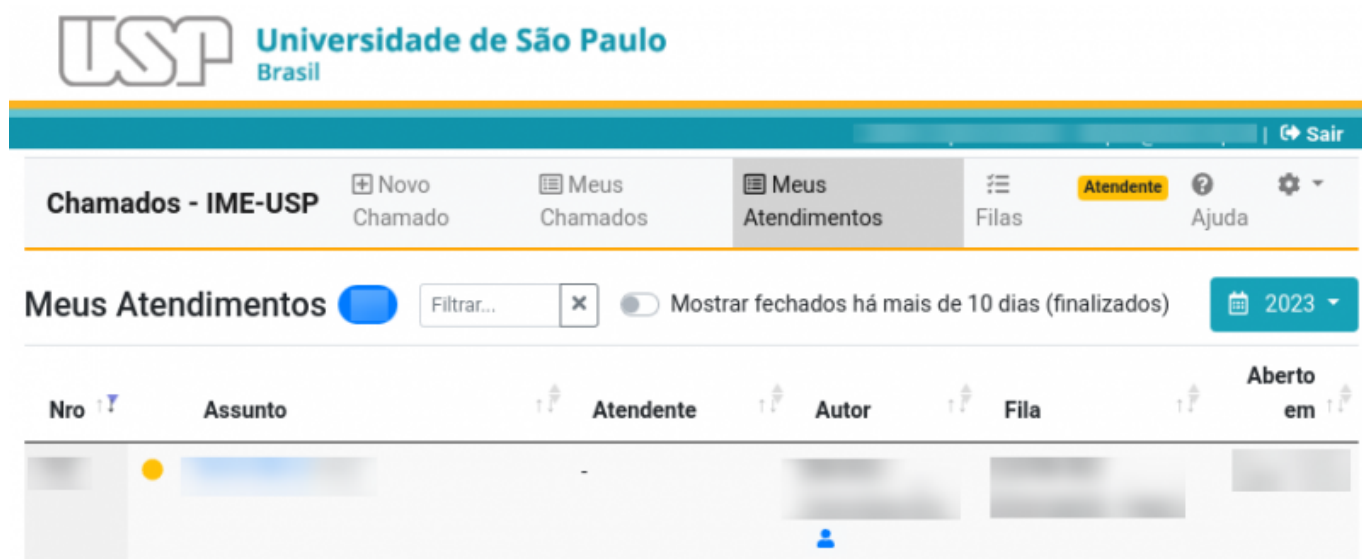 USP Universidade de São Paulo
Brasil
| Sair
Chamados - IME-USP
Novo Chamado
Meus Chamados
Meus Atendimentos
Filas
Atendente
Ajuda
Meus Atendimentos
Filtrar...
Mostrar fechados há mais de 10 dias (finalizados)
2023
Nro Assunto Atendente Autor Fila Aberto em
-